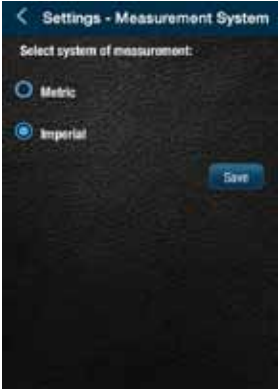 Settings - Measurement System
Select system of measurement:
Metric
Imperial
Save